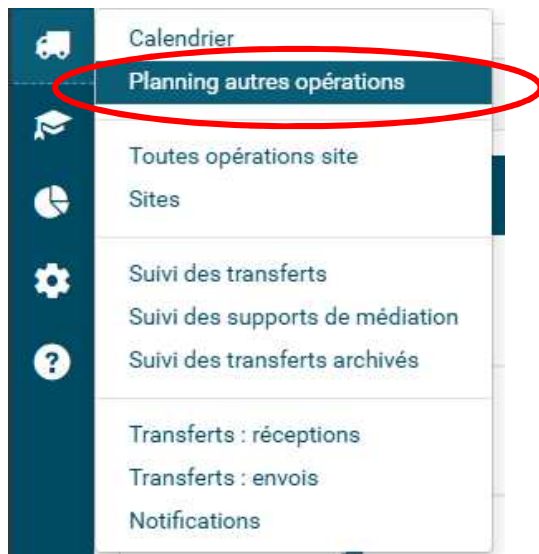 Calendrier
Planning autres opérations
Toutes opérations site
Sites
Suivi des transferts
Suivi des supports de médiation
Suivi des transferts archivés
Transferts : réceptions
Transferts : envois
Notifications